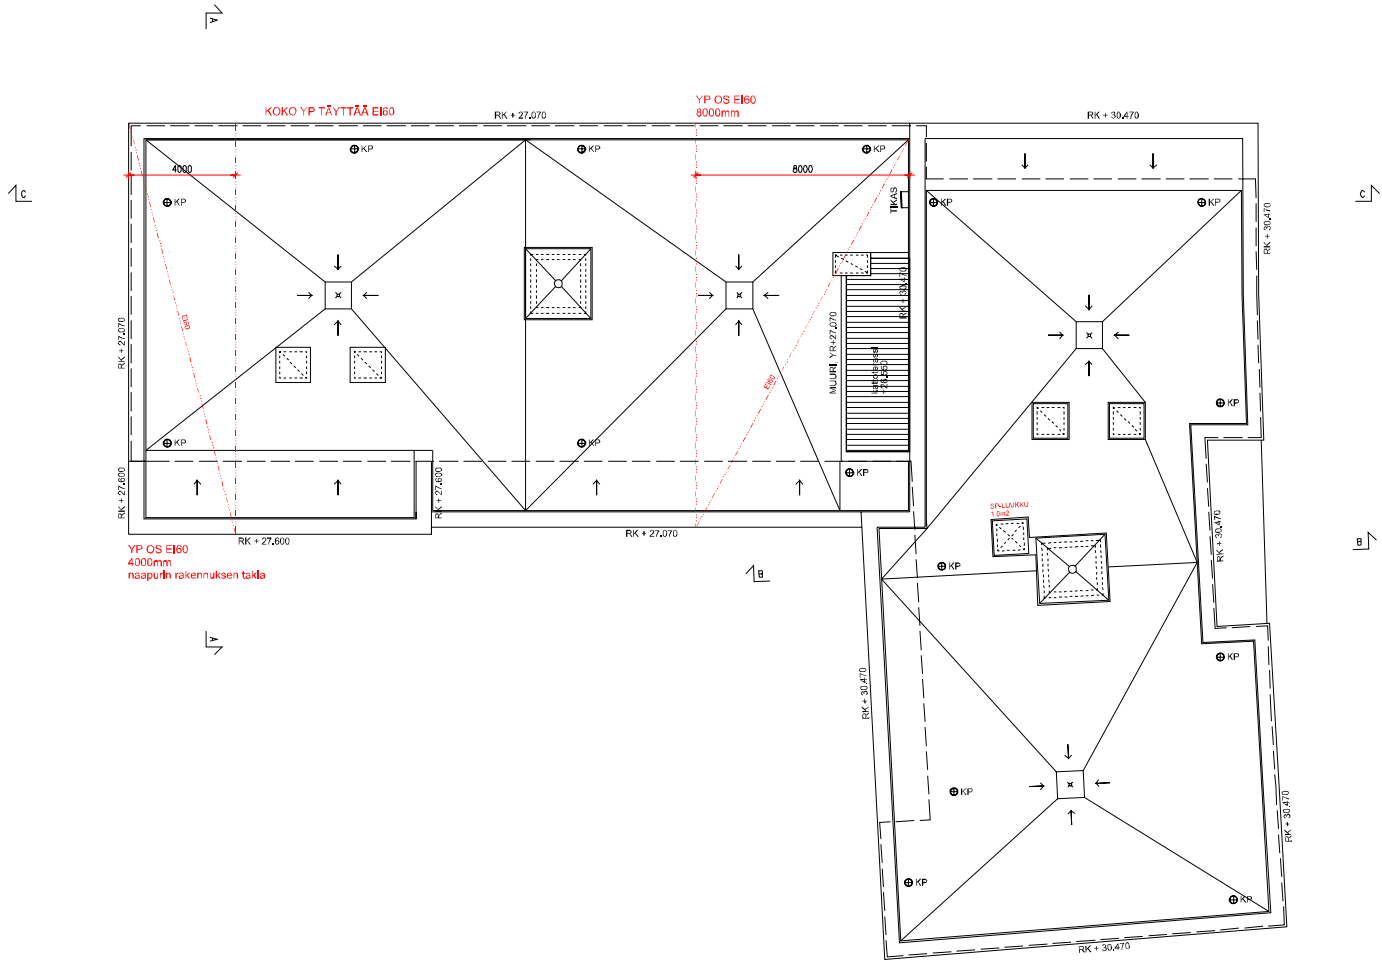 A
KOKO YP TÄYTTÄÄ EI60
RK + 27.070
YP OS EI60
8000mm
RK + 30.470
KP
KP
KP
4000
8000
C
C
KP
TIKAS
KP
KP
RK + 30.470
RK + 30.470
EI60
RK + 27.070
MUURI, YR+27.070
kattoterassi
+26.550
EI60
KP
KP
KP
KP
RK + 27.600
RK + 27.600
SP-LUUKKU
1.0m2
RK + 30.470
RK + 27.600
RK + 27.070
YP OS EI60
4000mm
naapurin rakennuksen takia
B
B
KP
A
KP
RK + 30.470
KP
RK + 30.470
KP
KP
RK + 30.470